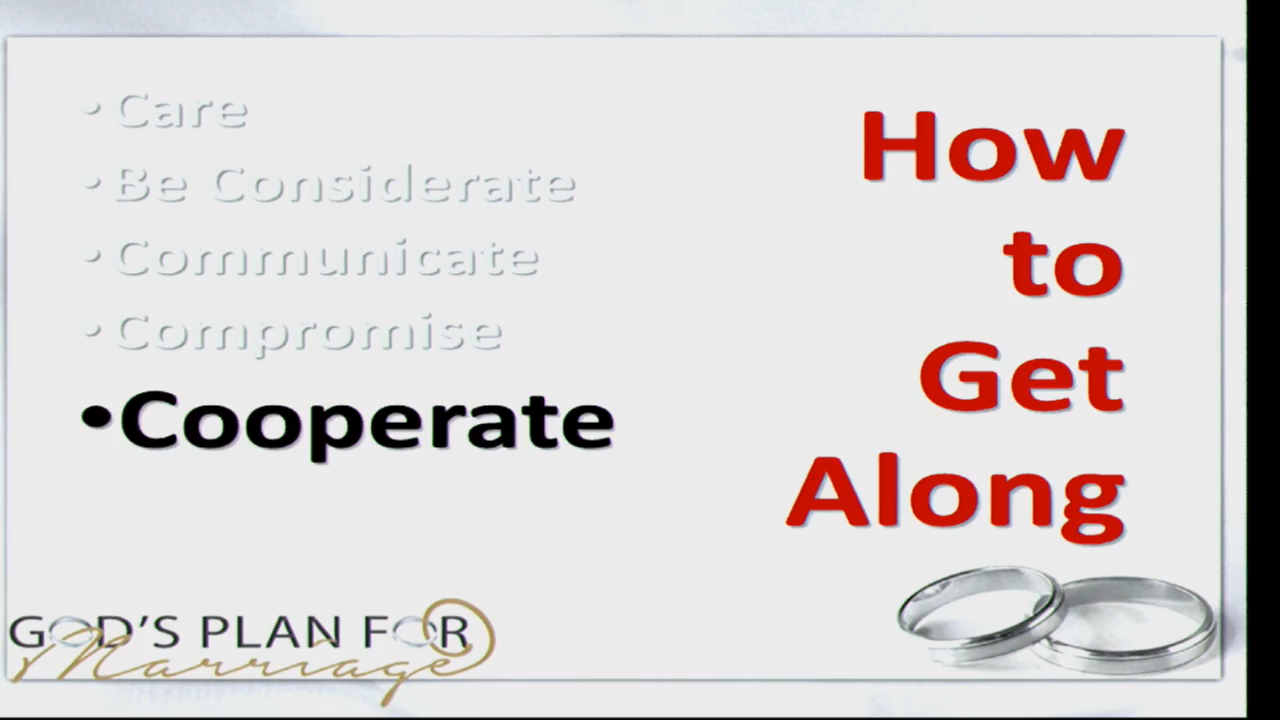 • Care
• Be Considerate
• Communicate
• Compromise
•Cooperate
How
to
Get
Along
GOD'S PLAN FOR
Marriage